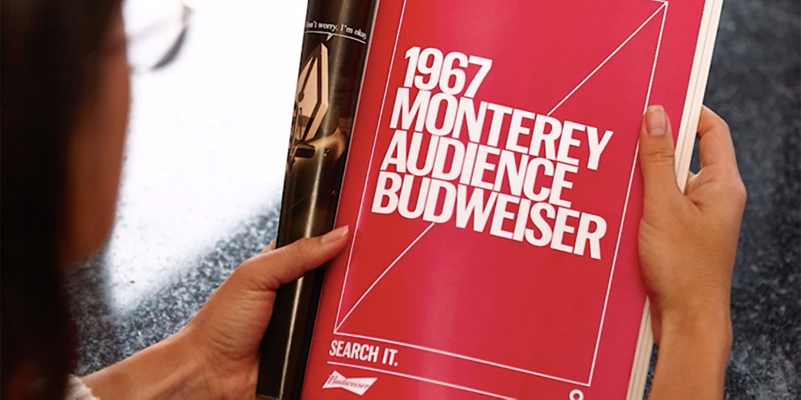 don't worry, I'm okay
1967
MONTEREY
AUDIENCE
BUDWEISER
SEARCH IT.
Budweiser